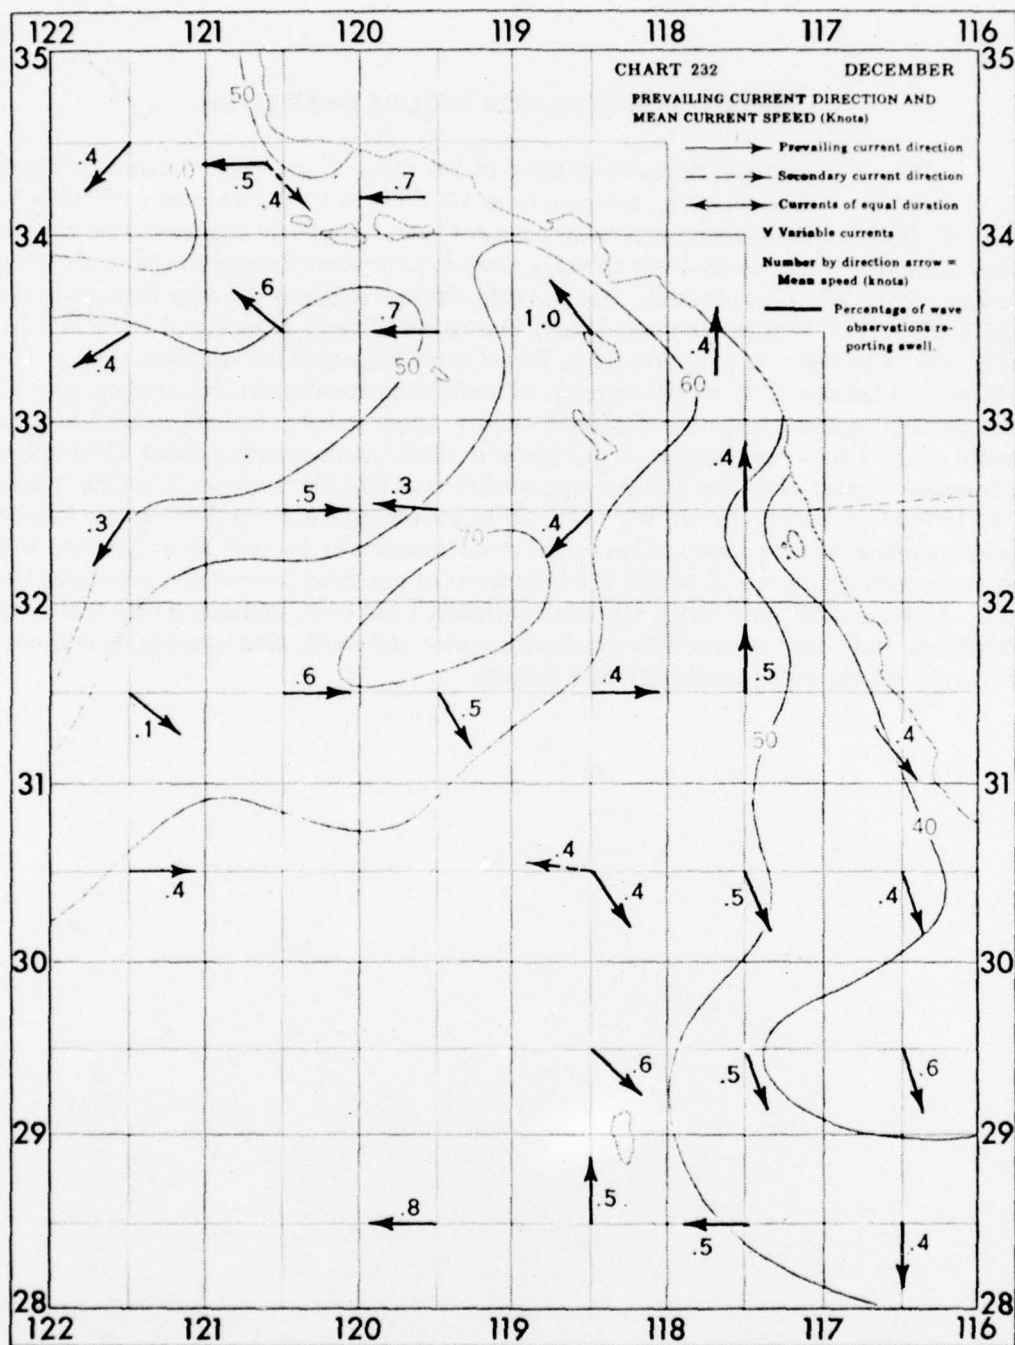 122 121 120 119 118 117 116
35 35
CHART 232 DECEMBER
PREVAILING CURRENT DIRECTION AND
MEAN CURRENT SPEED (Knots)
Prevailing current direction
Secondary current direction
Currents of equal duration
V Variable currents
Number by direction arrow =
Mean speed (knots)
Percentage of wave
observations re-
porting swell.
50
.4 .5 .4 .7
34 34
.6 .7 1.0 .4
.4 50
60
33 33
.4
.3 .5 .3 .4
70
32 32
.6 .4 .5
.1 .5
50 .4
31 31
40
.4 .4 .4 .5 .4
30 30
.6 .5 .6
29 29
.8 .5 .5 .4
28 28
122 121 120 119 118 117 116